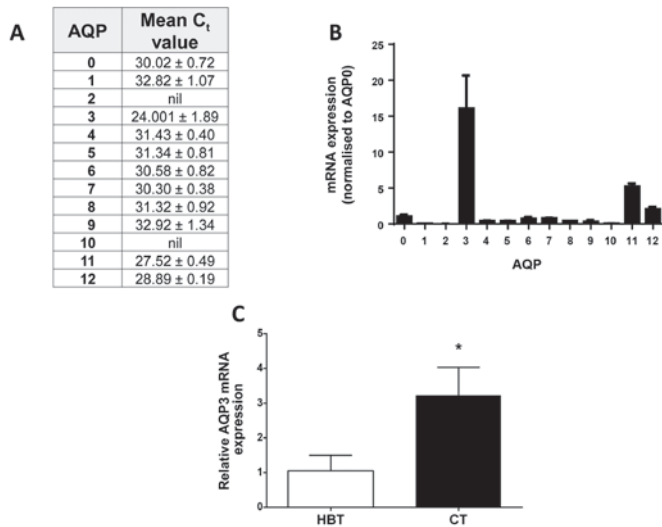 A
AQP Mean Ct value
0 30.02 ± 0.72
1 32.82 ± 1.07
2 nil
3 24.001 ± 1.89
4 31.43 ± 0.40
5 31.34 ± 0.81
6 30.58 ± 0.82
7 30.30 ± 0.38
8 31.32 ± 0.92
9 32.92 ± 1.34
10 nil
11 27.52 ± 0.49
12 28.89 ± 0.19
B
mRNA expression
(normalised to AQP0)
25
20
15
10
5
0
0 1 2 3 4 5 6 7 8 9 10 11 12
AQP
C
Relative AQP3 mRNA
expression
5
4
3
2
1
0
*
HBT CT